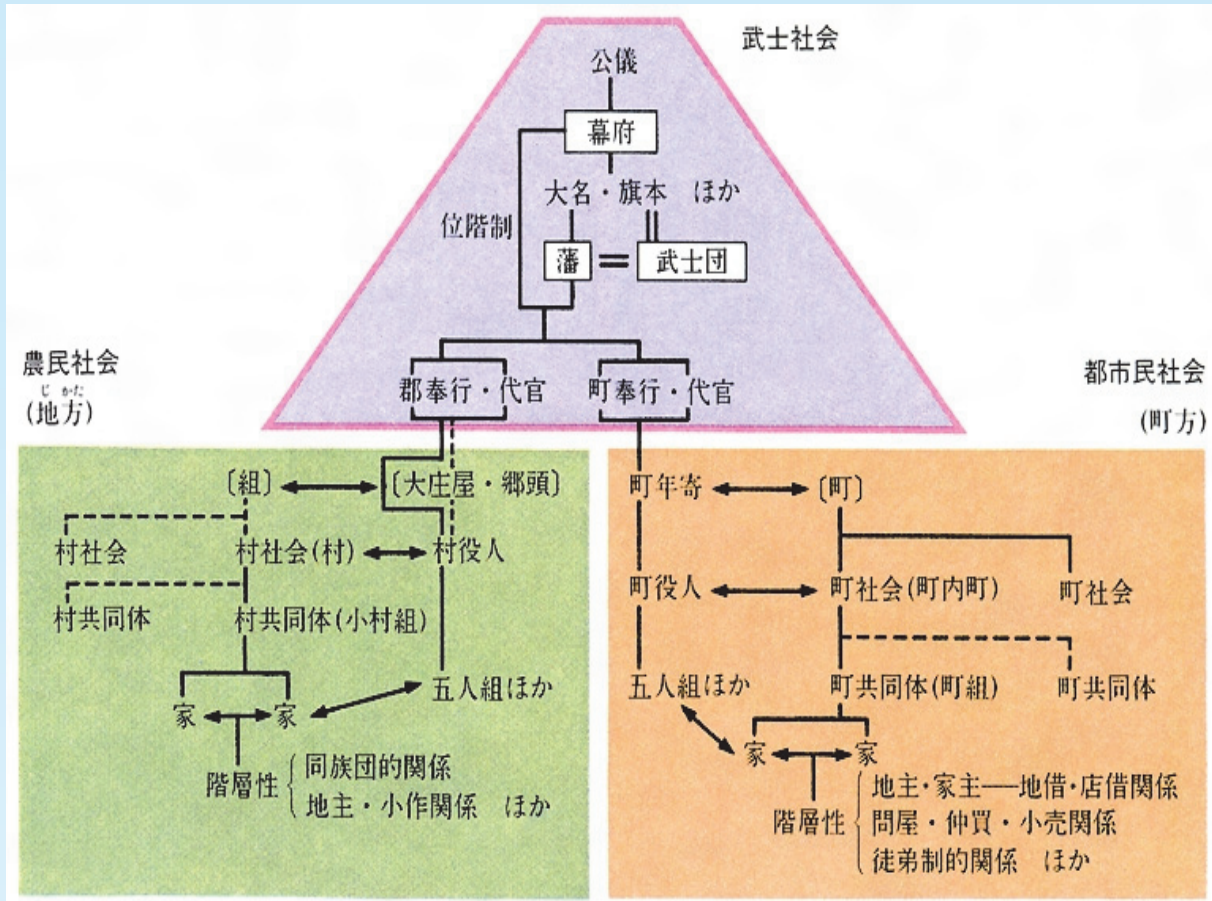 武士社会
公儀
幕府
大名・旗本 ほか
位階制
藩 = 武士団
農民社会
じかた
(地方)
都市民社会
(町方)
郡奉行・代官
町奉行・代官
〔組〕
〔大庄屋・郷頭〕
村社会
村社会(村)
村役人
村共同体
村共同体(小村組)
五人組ほか
家
家
階層性
同族団的関係
地主・小作関係 ほか
町年寄
〔町〕
町役人
町社会(町内町)
町社会
五人組ほか
町共同体(町組)
町共同体
家
家
階層性
地主・家主──地借・店借関係
問屋・仲買・小売関係
徒弟制的関係 ほか